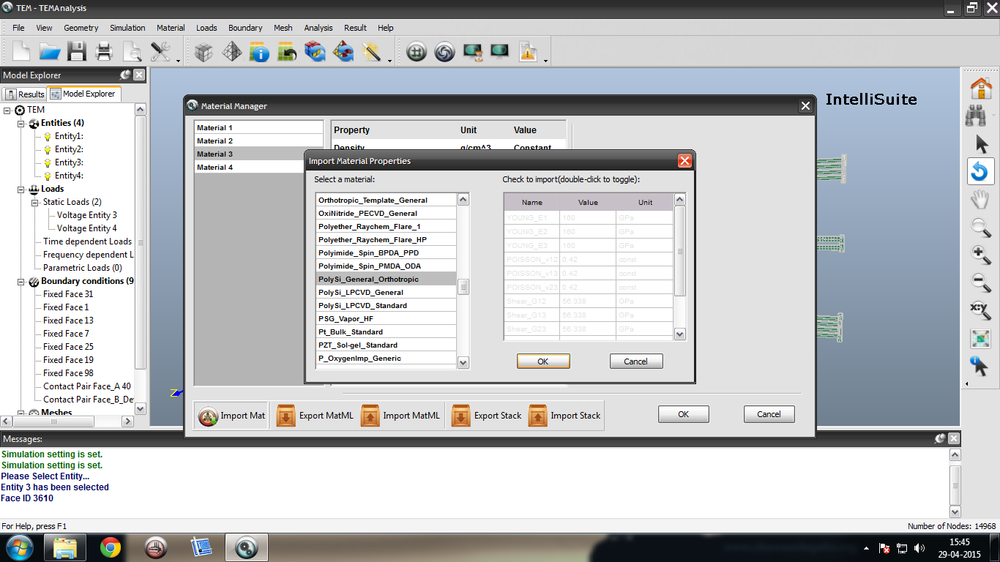 TEM - TEMAnalysis
File View Geometry Simulation Material Loads Boundary Mesh Analysis Result Help
Model Explorer
Results Model Explorer
TEM
Entities (4)
Entity1:
Entity2:
Entity3:
Entity4:
Loads
Static Loads (2)
Voltage Entity 3
Voltage Entity 4
Time dependent Loads
Frequency dependent L
Parametric Loads (0)
Boundary conditions (9
Fixed Face 31
Fixed Face 1
Fixed Face 13
Fixed Face 7
Fixed Face 25
Fixed Face 19
Fixed Face 98
Contact Pair Face_A 40
Contact Pair Face_B_De
Meshes
IntelliSuite
Material Manager
Material 1
Material 2
Material 3
Material 4
Property Unit Value
Density g/cm^3 Constant
Import Material Properties
Select a material:
Orthotropic_Template_General
OxiNitride_PECVD_General
Polyether_Raychem_Flare_1
Polyether_Raychem_Flare_HP
Polyimide_Spin_BPDA_PPD
Polyimide_Spin_PMDA_ODA
PolySi_General_Orthotropic
PolySi_LPCVD_General
PolySi_LPCVD_Standard
PSG_Vapor_HF
Pt_Bulk_Standard
PZT_Sol-gel_Standard
P_OxygenImp_Generic
Check to import(double-click to toggle):
Name Value Unit
YOUNG_E1 160 GPa
YOUNG_E2 160 GPa
YOUNG_E3 160 GPa
POISSON_v12 0.42 const
POISSON_v13 0.42 const
POISSON_v23 0.42 const
Shear_G12 56.338 GPa
Shear_G13 56.338 GPa
Shear_G23 56.338 GPa
OK Cancel
Import Mat Export MatML Import MatML Export Stack Import Stack
OK Cancel
x:y
Z
Messages:
Simulation setting is set.
Simulation setting is set.
Please Select Entity...
Entity 3 has been selected
Face ID 3610
For Help, press F1
Number of Nodes: 14968
15:45
29-04-2015